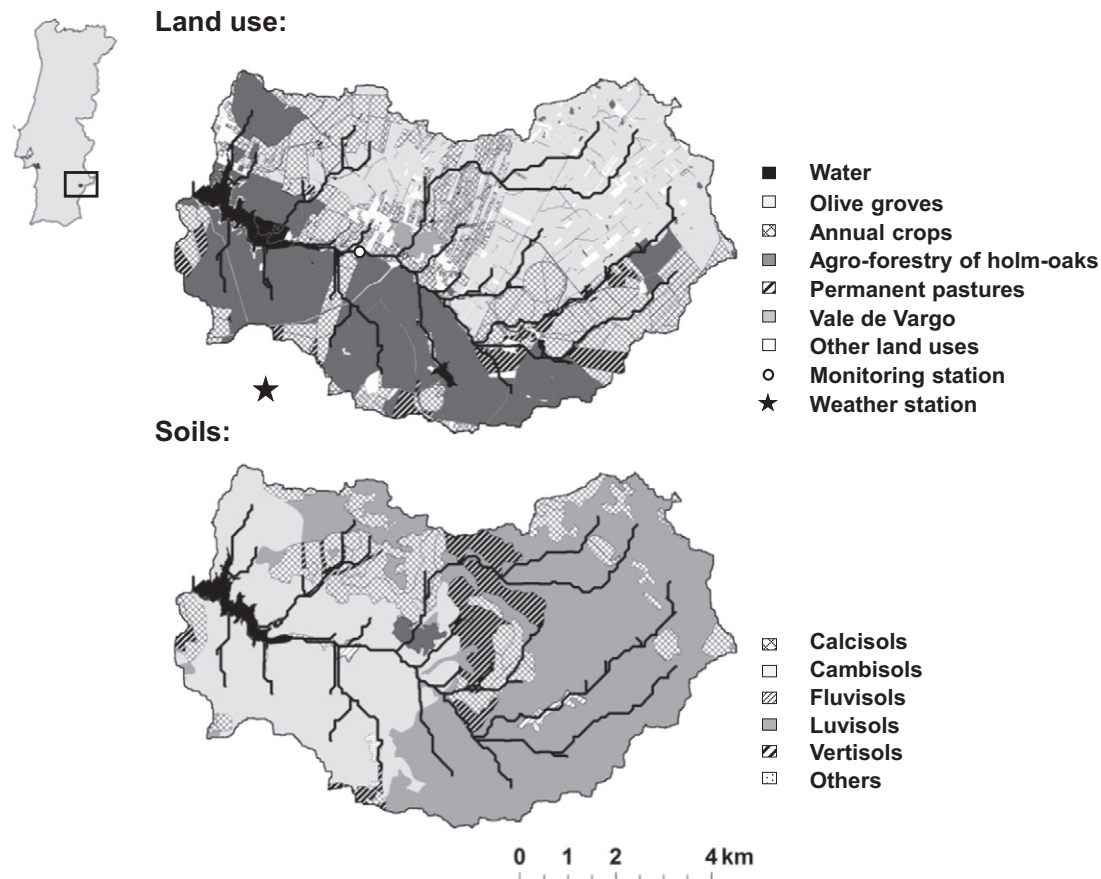 Land use:
Water
Olive groves
Annual crops
Agro-forestry of holm-oaks
Permanent pastures
Vale de Vargo
Other land uses
Monitoring station
Weather station
Soils:
Calcisols
Cambisols
Fluvisols
Luvisols
Vertisols
Others
0 1 2 4 km